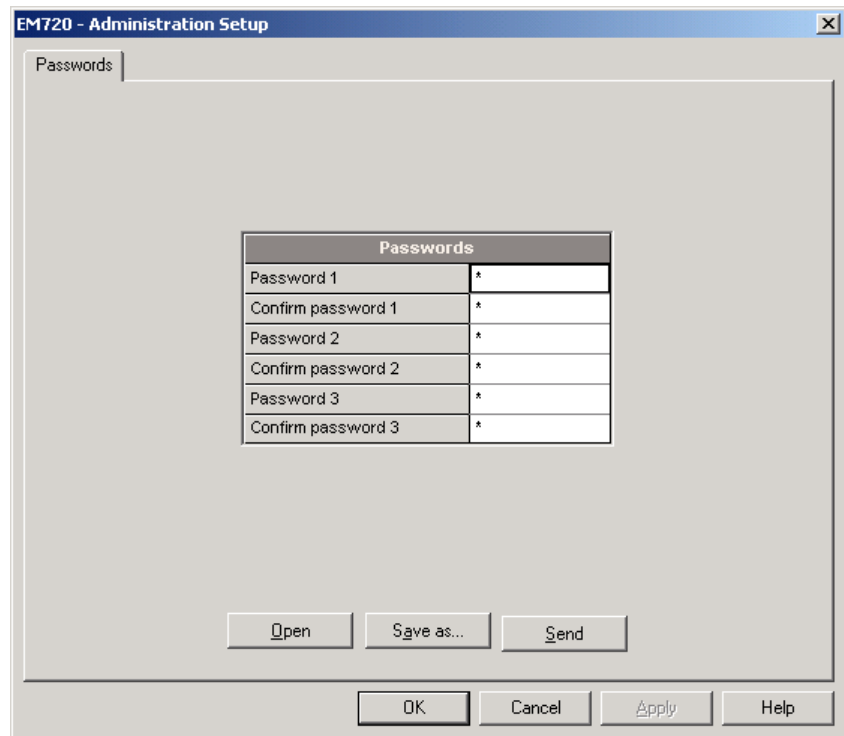 EM720 - Administration Setup
Passwords
Passwords
Password 1 *
Confirm password 1 *
Password 2 *
Confirm password 2 *
Password 3 *
Confirm password 3 *
Open Save as... Send
OK Cancel Apply Help